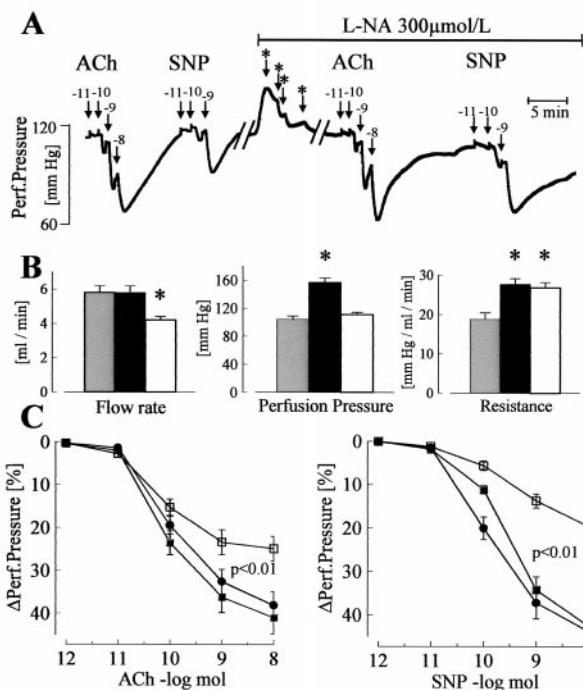 A
L-NA 300µmol/L
ACh SNP ACh SNP
* * * *
-11 -10 -9 -8 -11 -10 -9 -11 -10 -9 -8 -11 -10 -9
5 min
Perf.Pressure
[mm Hg]
120
60
B
[ml / min]
6
4
2
0
*
Flow rate
[mm Hg]
160
120
80
40
0
*
Perfusion Pressure
[mm Hg / ml / min]
30
20
10
0
* *
Resistance
C
ΔPerf.Pressure [%]
0
10
20
30
40
p<0.01
12 11 10 9 8
ACh -log mol
ΔPerf.Pressure [%]
0
10
20
30
40
p<0.01
12 11 10 9
SNP -log mol